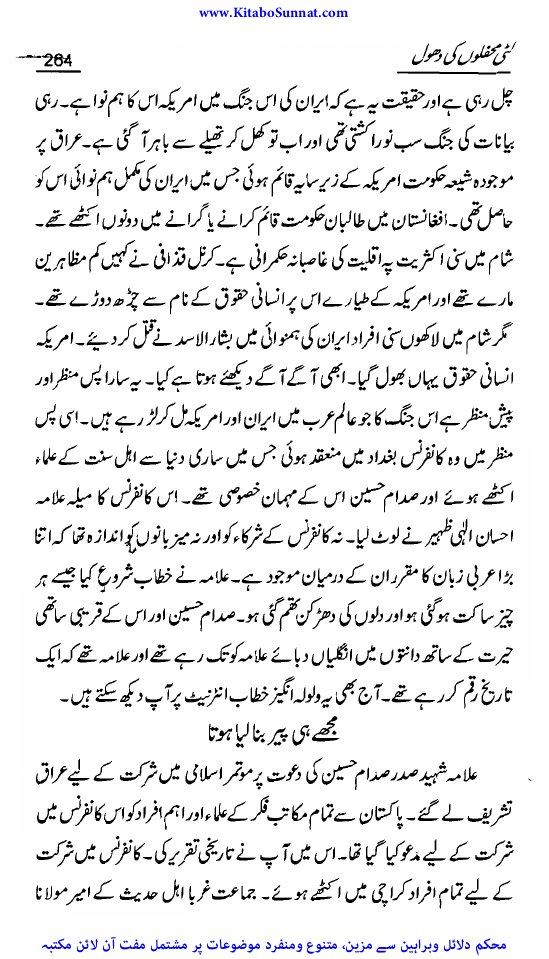 www.KitaboSunnat.com
لٹی محفلوں کی دھول
264
چل رہی ہے اور حقیقت یہ ہے کہ ایران کی اس جنگ میں امریکہ اس کا ہم نوا ہے۔ رہی
بیانات کی جنگ سب نورا کشتی تھی اور اب تو کھل کر تھیلے سے باہر آ گئی ہے۔ عراق پر
موجودہ شیعہ حکومت امریکہ کے زیر سایہ قائم ہوئی جس میں ایران کی مکمل ہم نوائی اس کو
حاصل تھی۔ افغانستان میں طالبان حکومت قائم کرانے یا گرانے میں دونوں اکٹھے تھے۔
شام میں سنی اکثریت پہ اقلیت کی غاصبانہ حکمرانی ہے۔ کرنل قذافی نے کہیں کم مظاہرین
مارے تھے اور امریکہ کے طیارے اس پر انسانی حقوق کے نام سے چڑھ دوڑے تھے۔
مگر شام میں لاکھوں سنی افراد ایران کی ہمنوائی میں بشار الاسد نے قتل کر دیئے۔ امریکہ
انسانی حقوق یہاں بھول گیا۔ ابھی آگے آگے دیکھئے ہوتا ہے کیا۔ یہ سارا پس منظر اور
پیش منظر ہے اس جنگ کا جو عالم عرب میں ایران اور امریکہ مل کر لڑ رہے ہیں۔ اسی پس
منظر میں وہ کانفرنس بغداد میں منعقد ہوئی جس میں ساری دنیا سے اہل سنت کے علماء
اکٹھے ہوئے اور صدام حسین اس کے مہمان خصوصی تھے۔ اس کانفرنس کا میلہ علامہ
احسان الٰہی ظہیر نے لوٹ لیا۔ نہ کانفرنس کے شرکاء کو اور نہ میزبانوں کو اندازہ تھا کہ اتنا
بڑا عربی زبان کا مقرر ان کے درمیان موجود ہے۔ علامہ نے خطاب شروع کیا جیسے ہر
چیز ساکت ہو گئی ہو اور دلوں کی دھڑکن تھم گئی ہو۔ صدام حسین اور اس کے قریبی ساتھی
حیرت کے ساتھ دانتوں میں انگلیاں دبائے علامہ کو تک رہے تھے اور علامہ تھے کہ ایک
تاریخ رقم کر رہے تھے۔ آج بھی یہ ولولہ انگیز خطاب انٹرنیٹ پر آپ دیکھ سکتے ہیں۔
مجھے ہی پیر بنا لیا ہوتا
علامہ شہید صدر صدام حسین کی دعوت پر موتمر اسلامی میں شرکت کے لیے عراق
تشریف لے گئے۔ پاکستان سے تمام مکاتب فکر کے علماء اور اہم افراد کو اس کانفرنس میں
شرکت کے لیے مدعو کیا گیا تھا۔ اس میں آپ نے تاریخی تقریر کی۔ کانفرنس میں شرکت
کے لیے تمام افراد کراچی میں اکٹھے ہوئے۔ جماعت غربا اہل حدیث کے امیر مولانا
محکم دلائل وبراہین سے مزین، متنوع ومنفرد موضوعات پر مشتمل مفت آن لائن مکتبہ